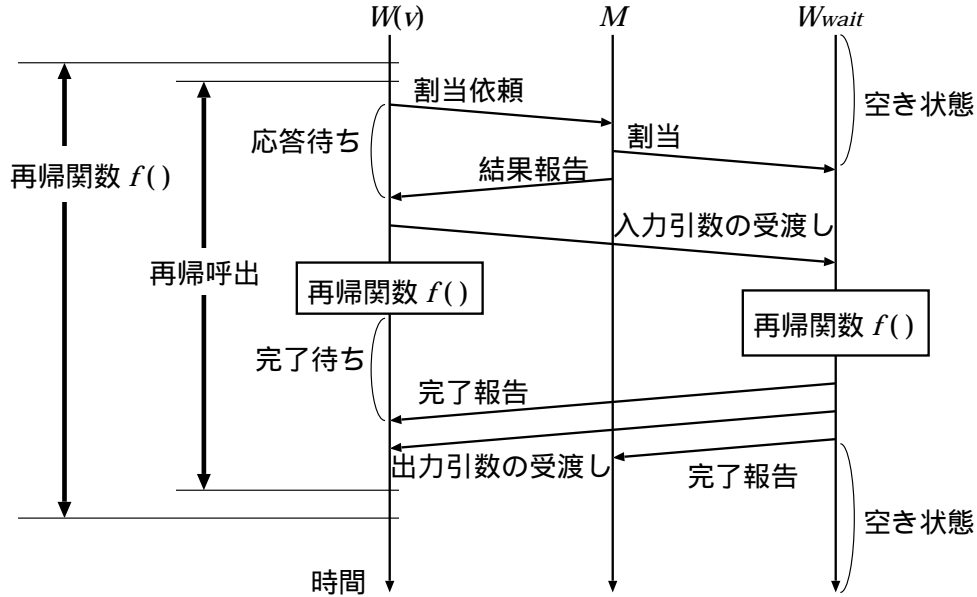 W(v)
M
Wwait
割当依頼
空き状態
割当
応答待ち
結果報告
再帰関数 f()
入力引数の受渡し
再帰呼出
再帰関数 f()
再帰関数 f()
完了待ち
完了報告
出力引数の受渡し
完了報告
空き状態
時間